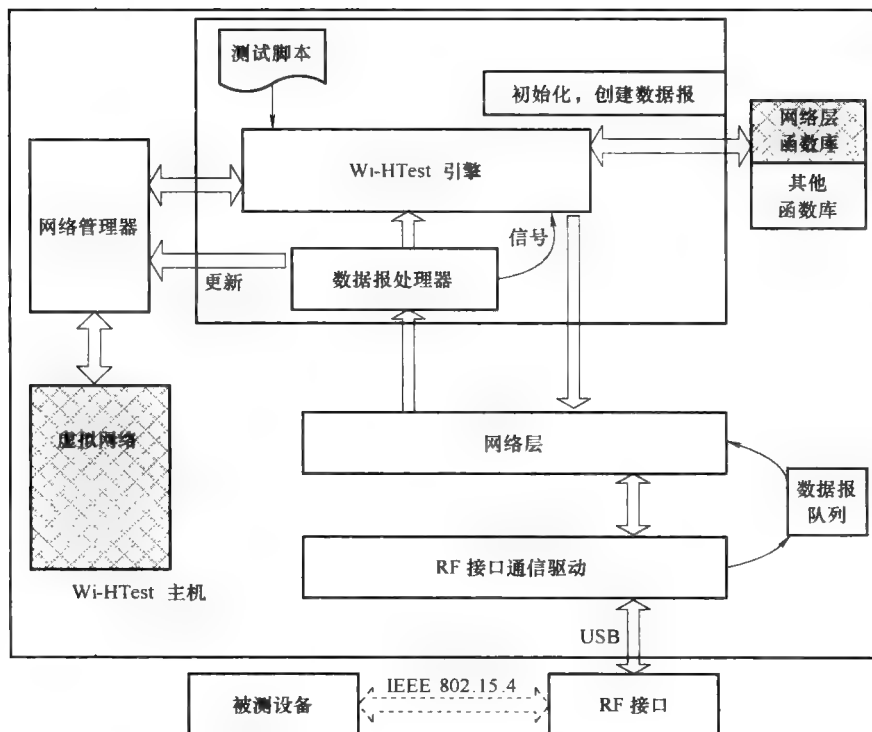 测试脚本
初始化，创建数据报
网络层
函数库
其他
函数库
Wi-HTest 引擎
网络管理器
信号
更新
数据报处理器
虚拟网络
网络层
数据报
队列
RF 接口通信驱动
Wi-HTest 主机
USB
被测设备
IEEE 802.15.4
RF 接口